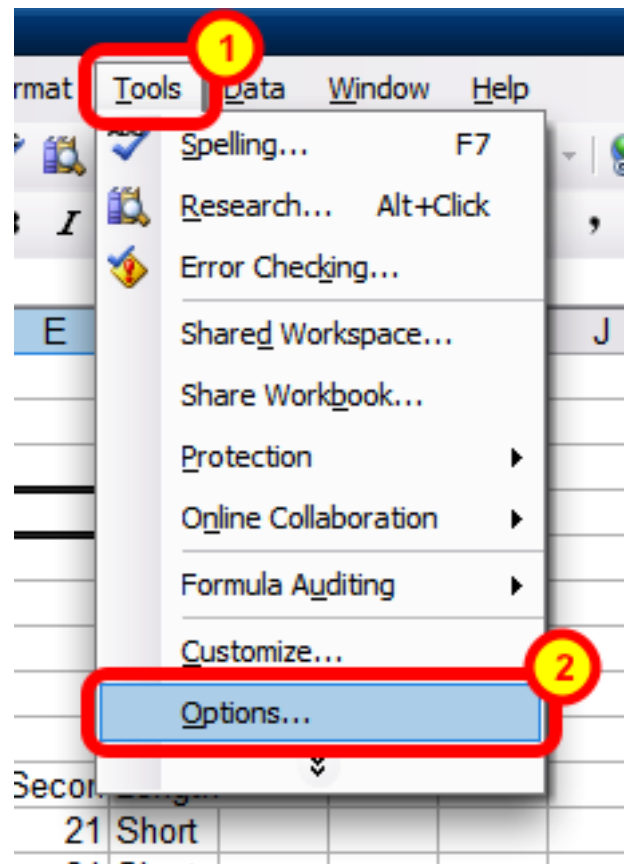 1
Tools Data Window Help
Spelling... F7
I
Research... Alt+Click
,
Error Checking...
E
Shared Workspace...
J
Share Workbook...
Protection
Online Collaboration
Formula Auditing
Customize...
2
Options...
21 Short